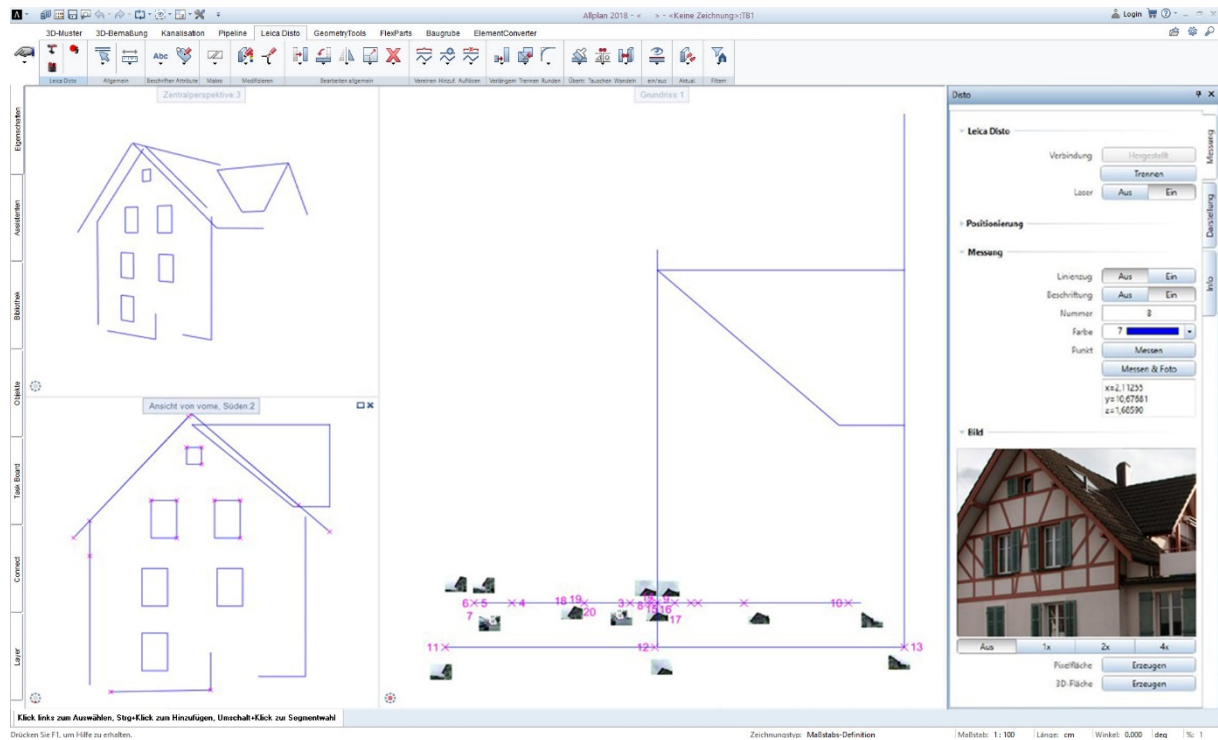 Allplan 2018 - < > - <Keine Zeichnung>:TB1
Login
3D-Muster 3D-Bemaßung Kanalisation Pipeline Leica Disto GeometryTools FlexParts Baugrube ElementConverter
Abc
Leica Disto Allgemein Beschriften Attribute Makro Modifizieren Bearbeiten allgemein Vereinen Hinzuf. Auflösen Verläng. Trennen Runden Übertr. Tauschen Wandeln ein/aus Aktual. Filtern
Eigenschaften
Assistenten
Bibliothek
Objekte
Task Board
Connect
Layer
Zentralperspektive:3
Ansicht von vorne, Süden:2
Grundriss:1
6 5 4 18 19 20 3 8 15 9 16 17 10
7
11 12 13
Disto
Messung
Darstellung
Info
Leica Disto
Verbindung Hergestellt
Trennen
Laser Aus Ein
Positionierung
Messung
Linienzug Aus Ein
Beschriftung Aus Ein
Nummer 8
Farbe 7
Punkt Messen
Messen & Foto
x=2,11255
y=10,67681
z=1,68590
Bild
Aus 1x 2x 4x
Pixelfläche Erzeugen
3D-Fläche Erzeugen
Klick links zum Auswählen, Strg+Klick zum Hinzufügen, Umschalt+Klick zur Segmentwahl
Drücken Sie F1, um Hilfe zu erhalten. Zeichnungstyp: Maßstabs-Definition Maßstab: 1 : 100 Länge: cm Winkel: 0.000 deg %: 1